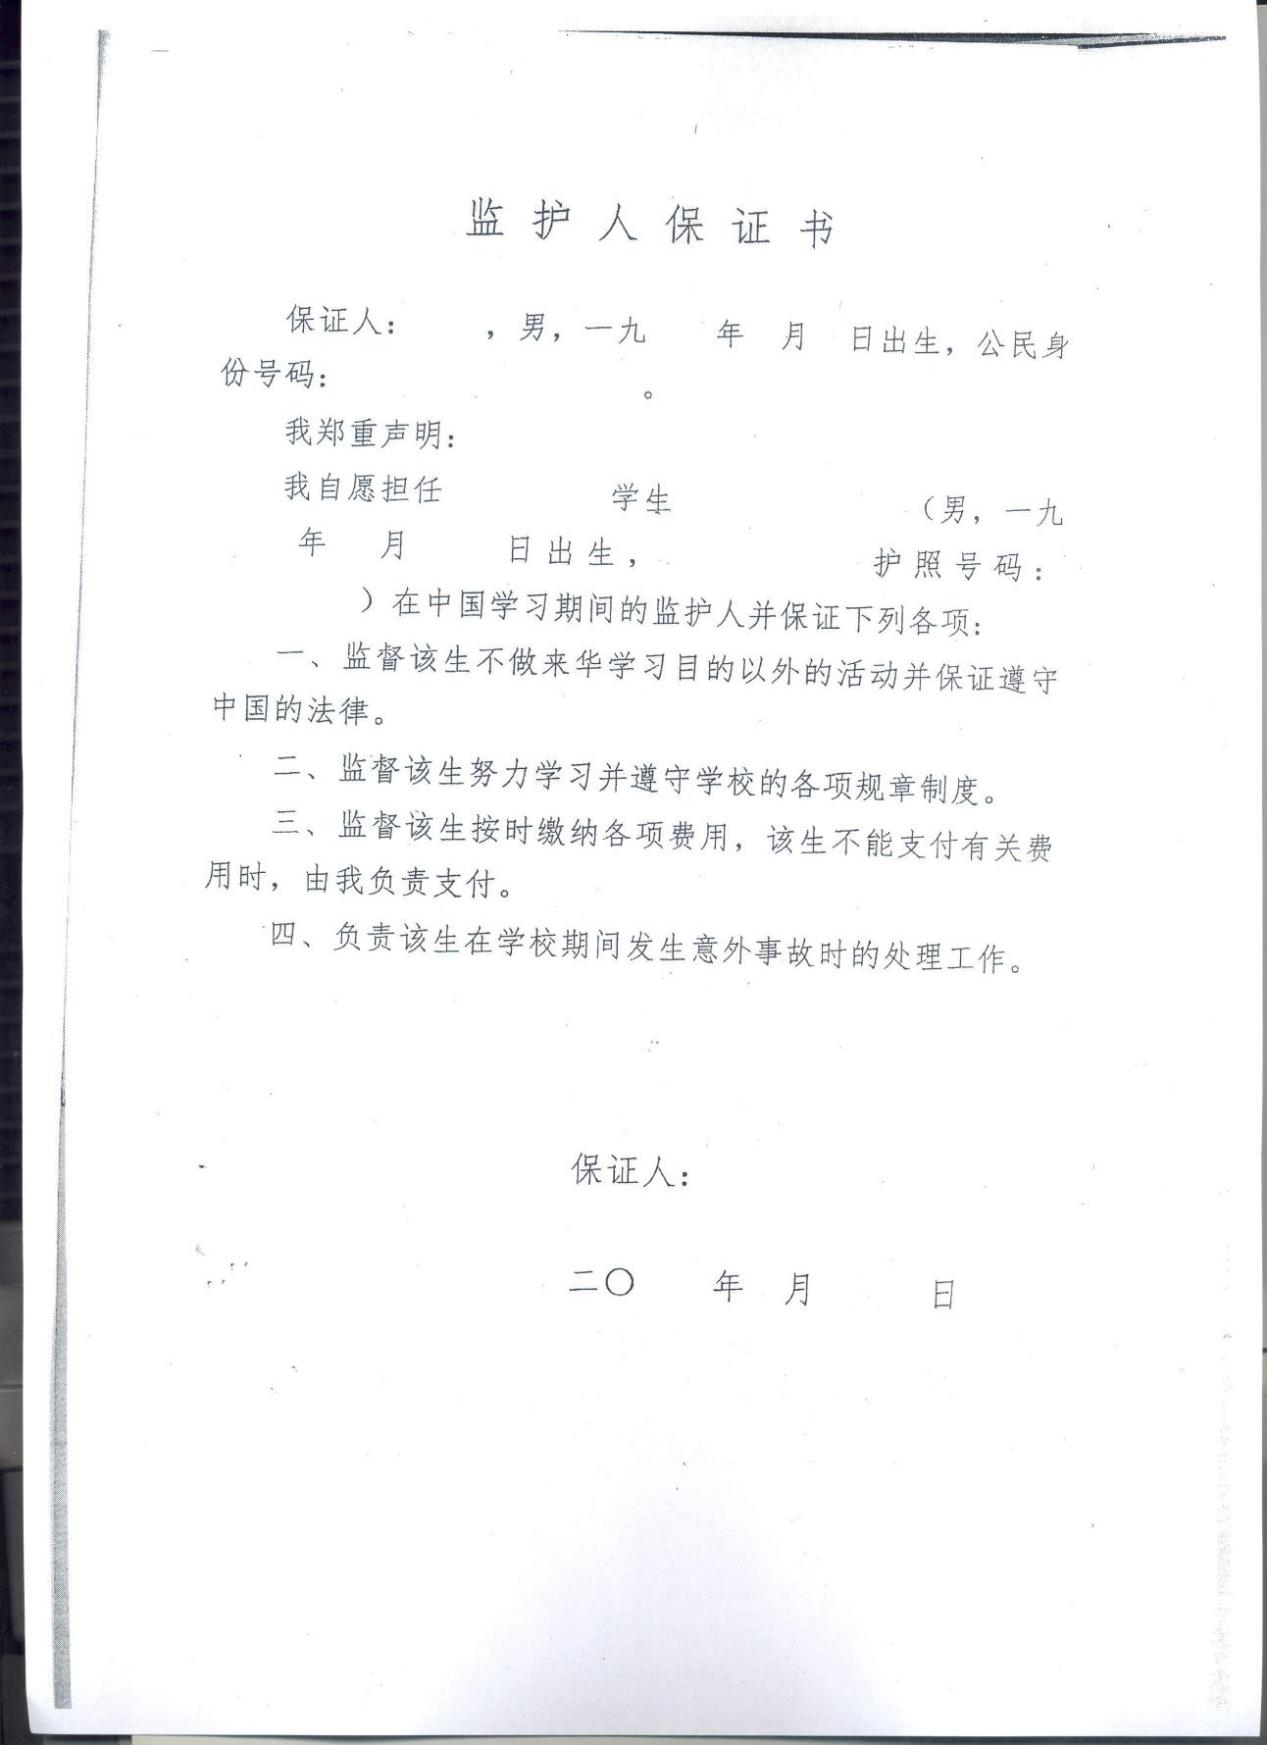 监护人保证书
保证人： ，男，一九 年 月 日出生，公民身
份号码： 。
我郑重声明：
我自愿担任 学生 （男，一九
年 月 日出生， 护照号码：
）在中国学习期间的监护人并保证下列各项：
一、监督该生不做来华学习目的以外的活动并保证遵守
中国的法律。
二、监督该生努力学习并遵守学校的各项规章制度。
三、监督该生按时缴纳各项费用，该生不能支付有关费
用时，由我负责支付。
四、负责该生在学校期间发生意外事故时的处理工作。
保证人：
二〇 年 月 日